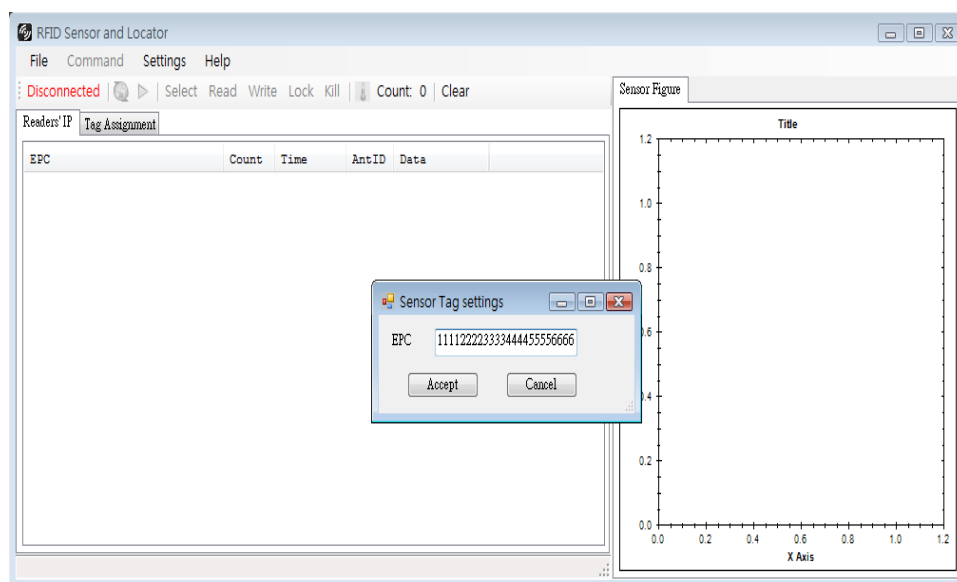 RFID Sensor and Locator
File Command Settings Help
Disconnected Select Read Write Lock Kill Count: 0 Clear
Readers' IP Tag Assignment
EPC Count Time AntID Data
Sensor Figure
Title
1.2
1.0
0.8
0.6
0.4
0.2
0.0
0.0 0.2 0.4 0.6 0.8 1.0 1.2
X Axis
Sensor Tag settings
EPC 111122223333444455556666
Accept Cancel